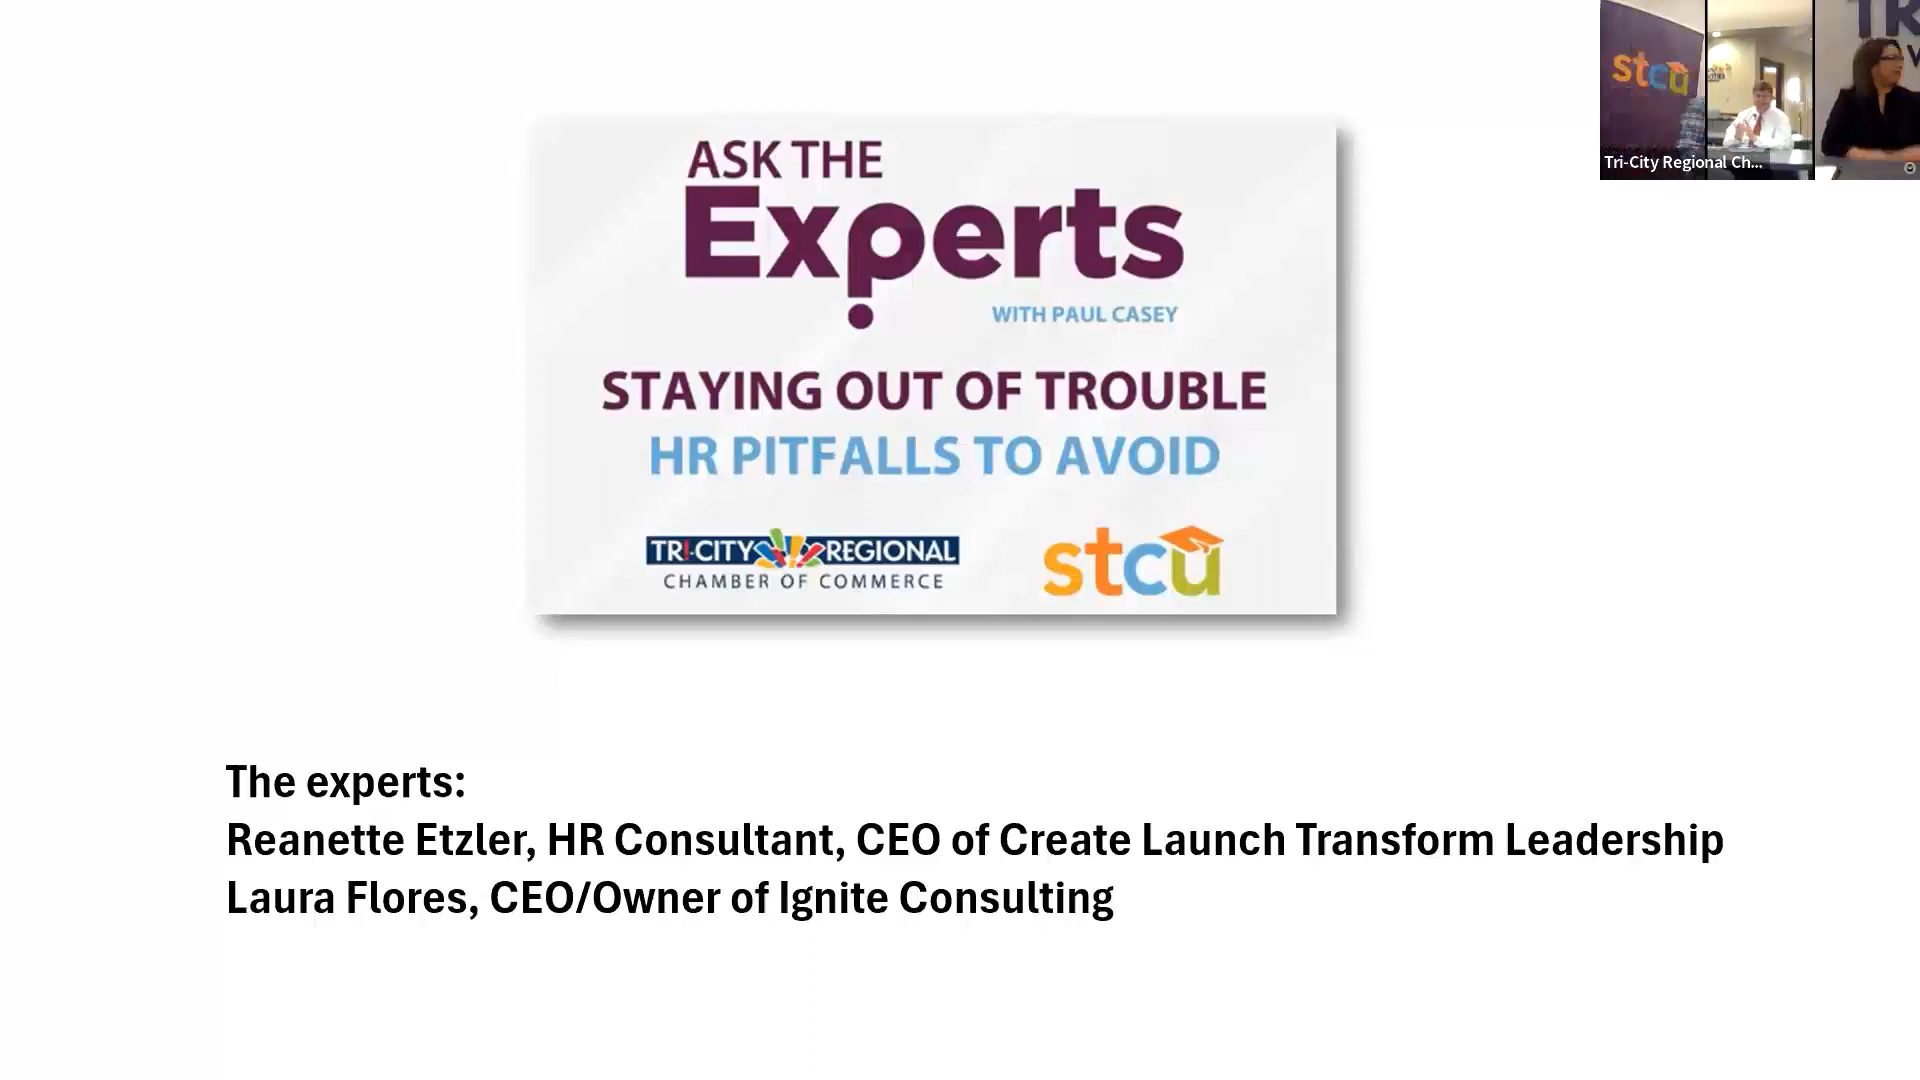 stcu
Tri-City Regional Ch...
ASK THE
Experts
WITH PAUL CASEY
STAYING OUT OF TROUBLE
HR PITFALLS TO AVOID
TRI-CITY REGIONAL
CHAMBER OF COMMERCE
stcu
The experts:
Reanette Etzler, HR Consultant, CEO of Create Launch Transform Leadership
Laura Flores, CEO/Owner of Ignite Consulting